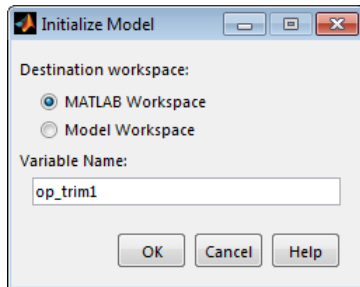 Initialize Model
Destination workspace:
MATLAB Workspace
Model Workspace
Variable Name:
op_trim1
OK Cancel Help